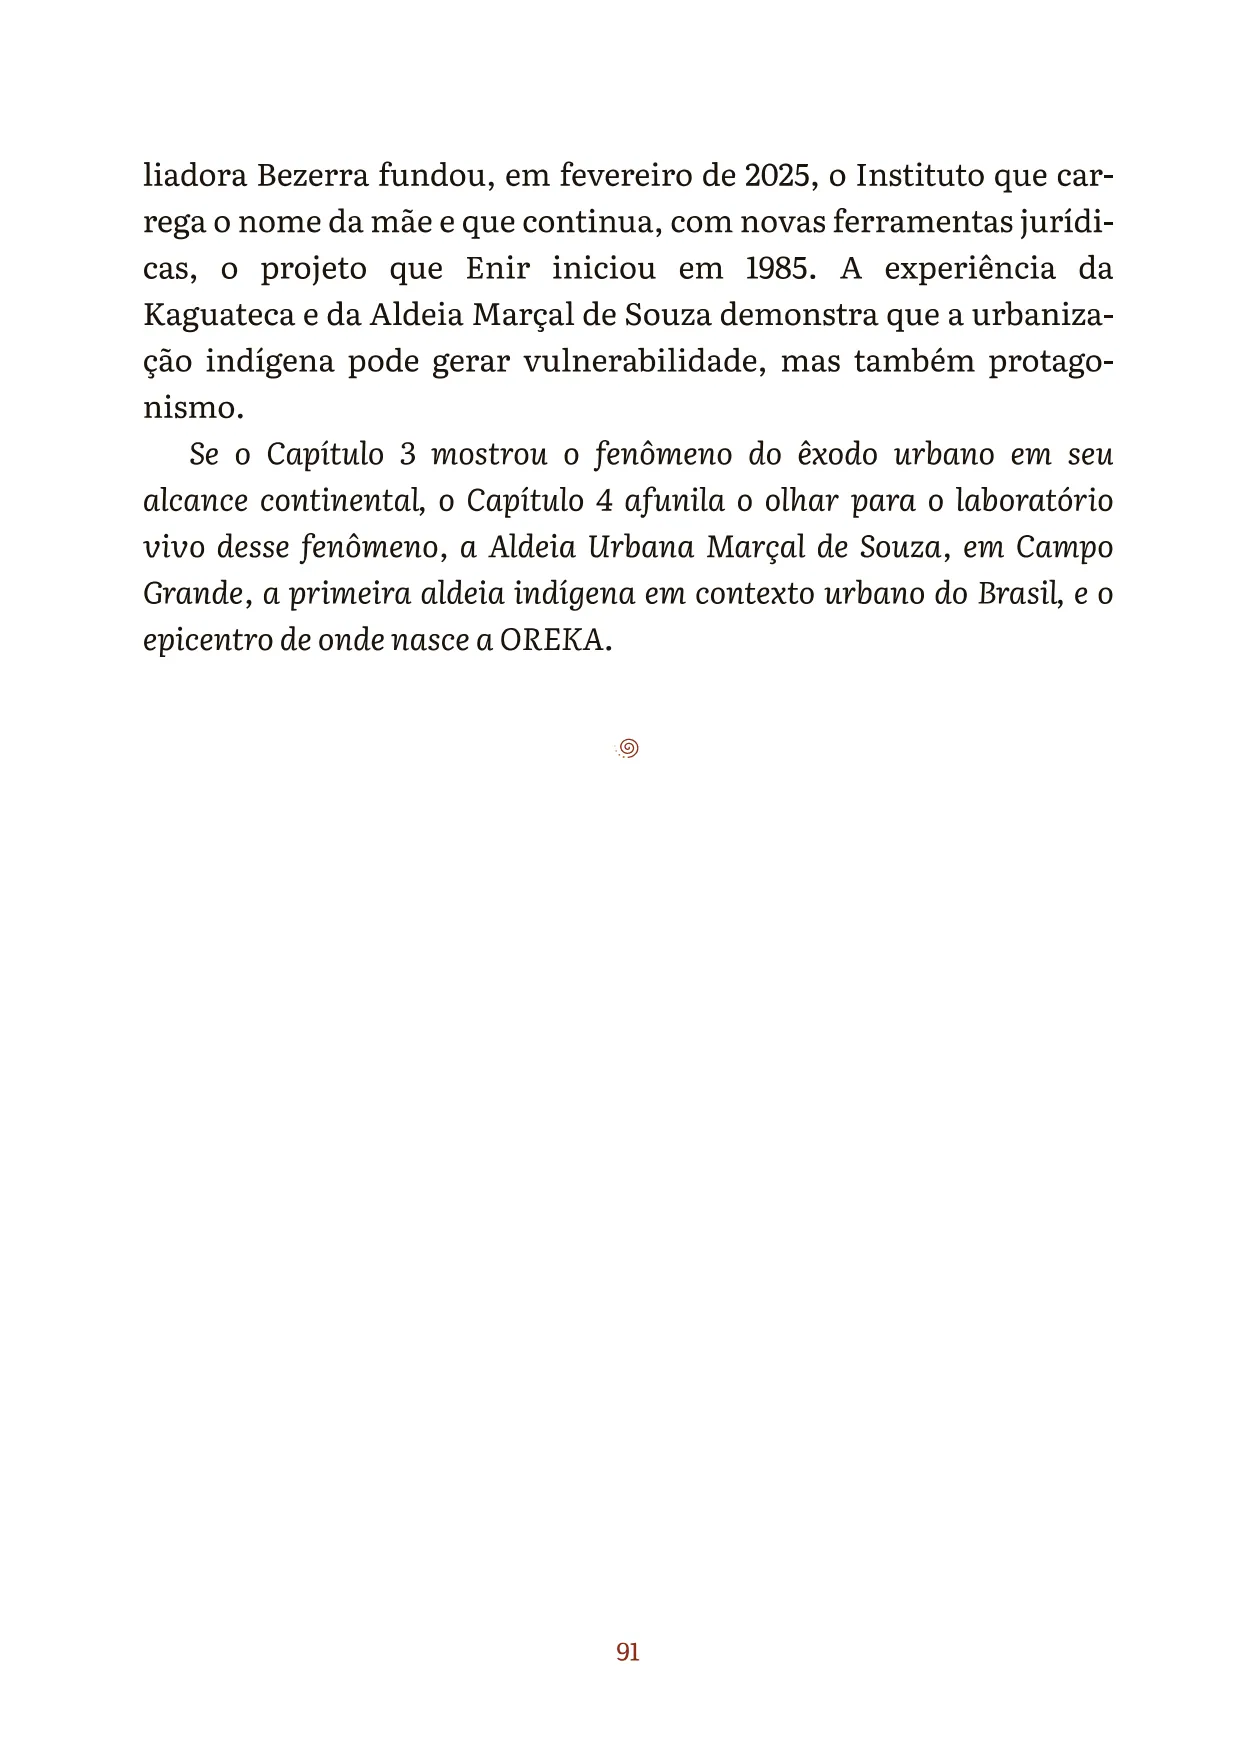 liadora Bezerra fundou, em fevereiro de 2025, o Instituto que car-
rega o nome da mãe e que continua, com novas ferramentas jurídi-
cas, o projeto que Enir iniciou em 1985. A experiência da
Kaguateca e da Aldeia Marçal de Souza demonstra que a urbaniza-
ção indígena pode gerar vulnerabilidade, mas também protago-
nismo.
Se o Capítulo 3 mostrou o fenômeno do êxodo urbano em seu
alcance continental, o Capítulo 4 afunila o olhar para o laboratório
vivo desse fenômeno, a Aldeia Urbana Marçal de Souza, em Campo
Grande, a primeira aldeia indígena em contexto urbano do Brasil, e o
epicentro de onde nasce a OREKA.
91